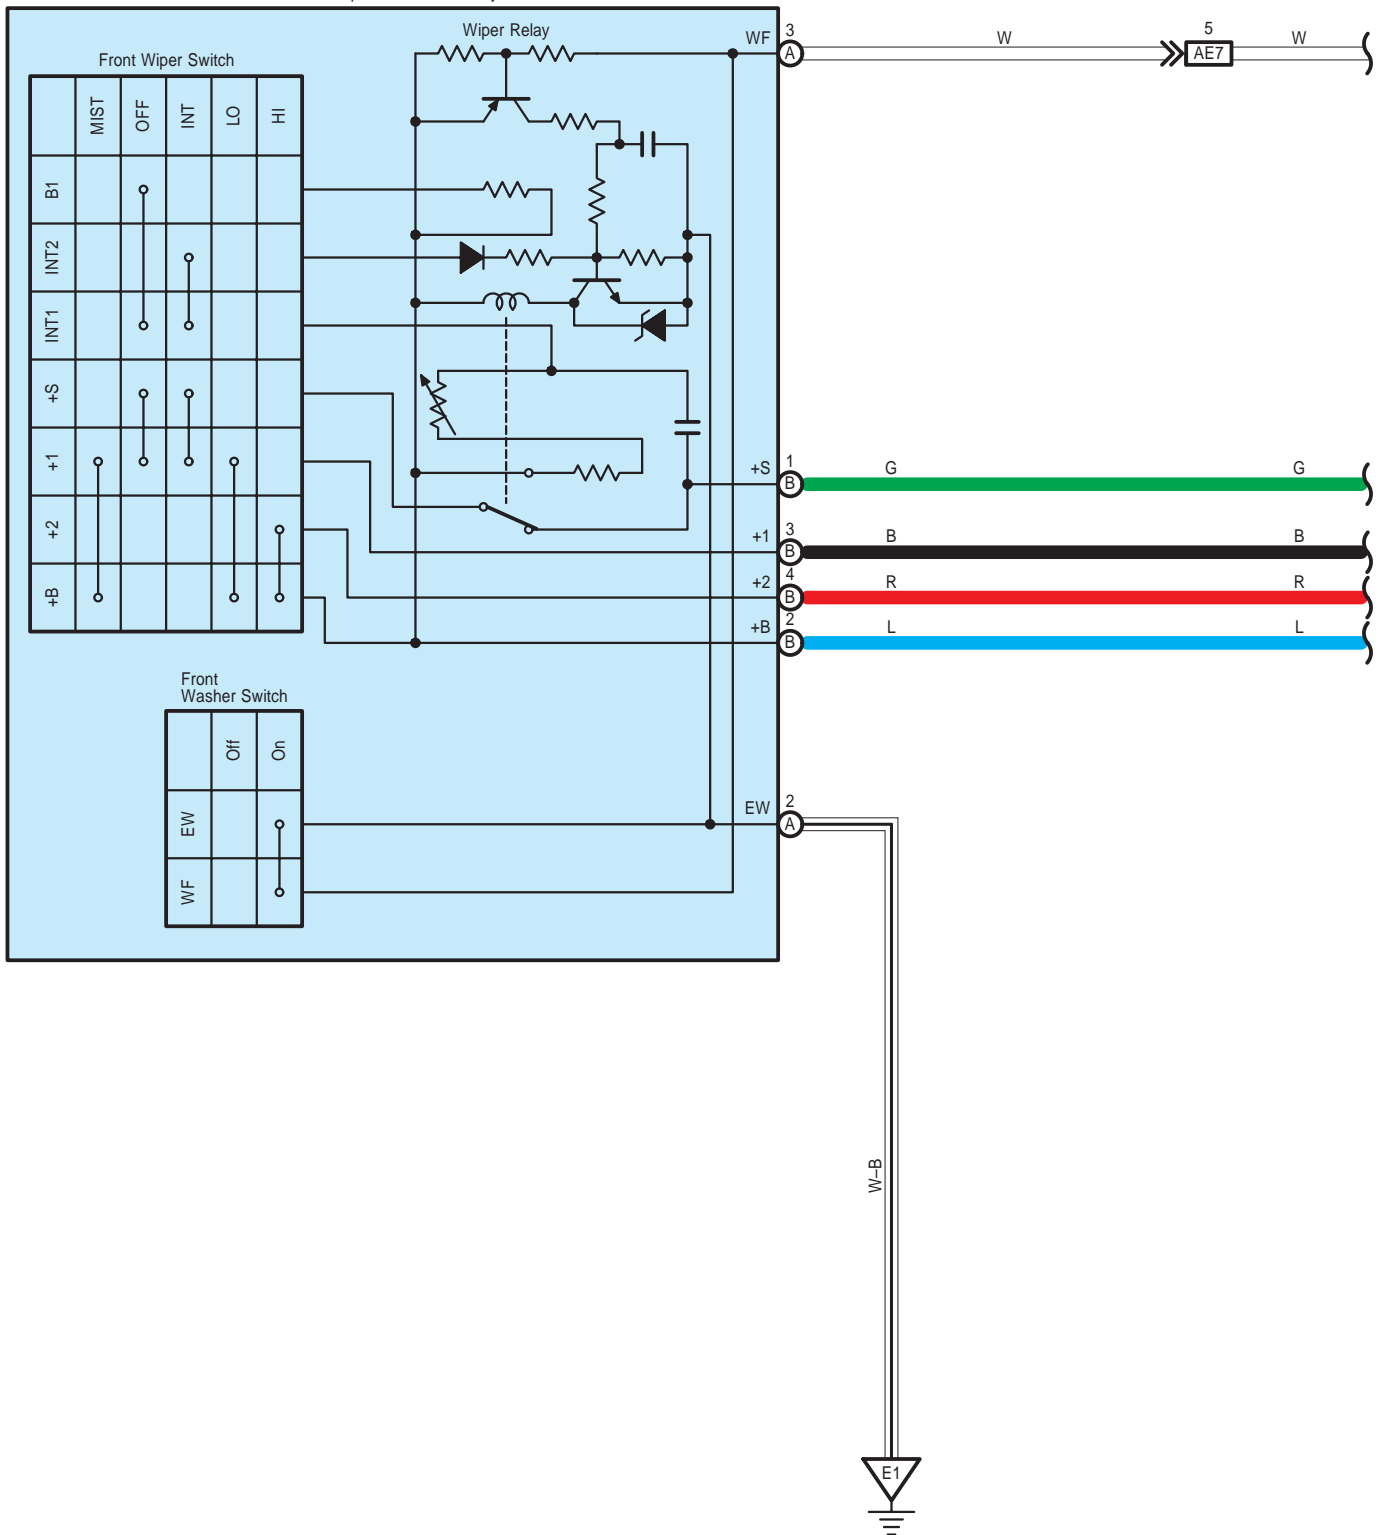 Wiper Relay
Front Wiper Switch
MIST
OFF
INT
LO
HI
B1
INT2
INT1
+S
+1
+2
+B
WF
3
A
W
5
AE7
W
+S
1
B
G
G
+1
3
B
B
B
+2
4
B
R
R
+B
2
B
L
L
Front
Washer Switch
Off
On
EW
WF
EW
2
A
W–B
E1